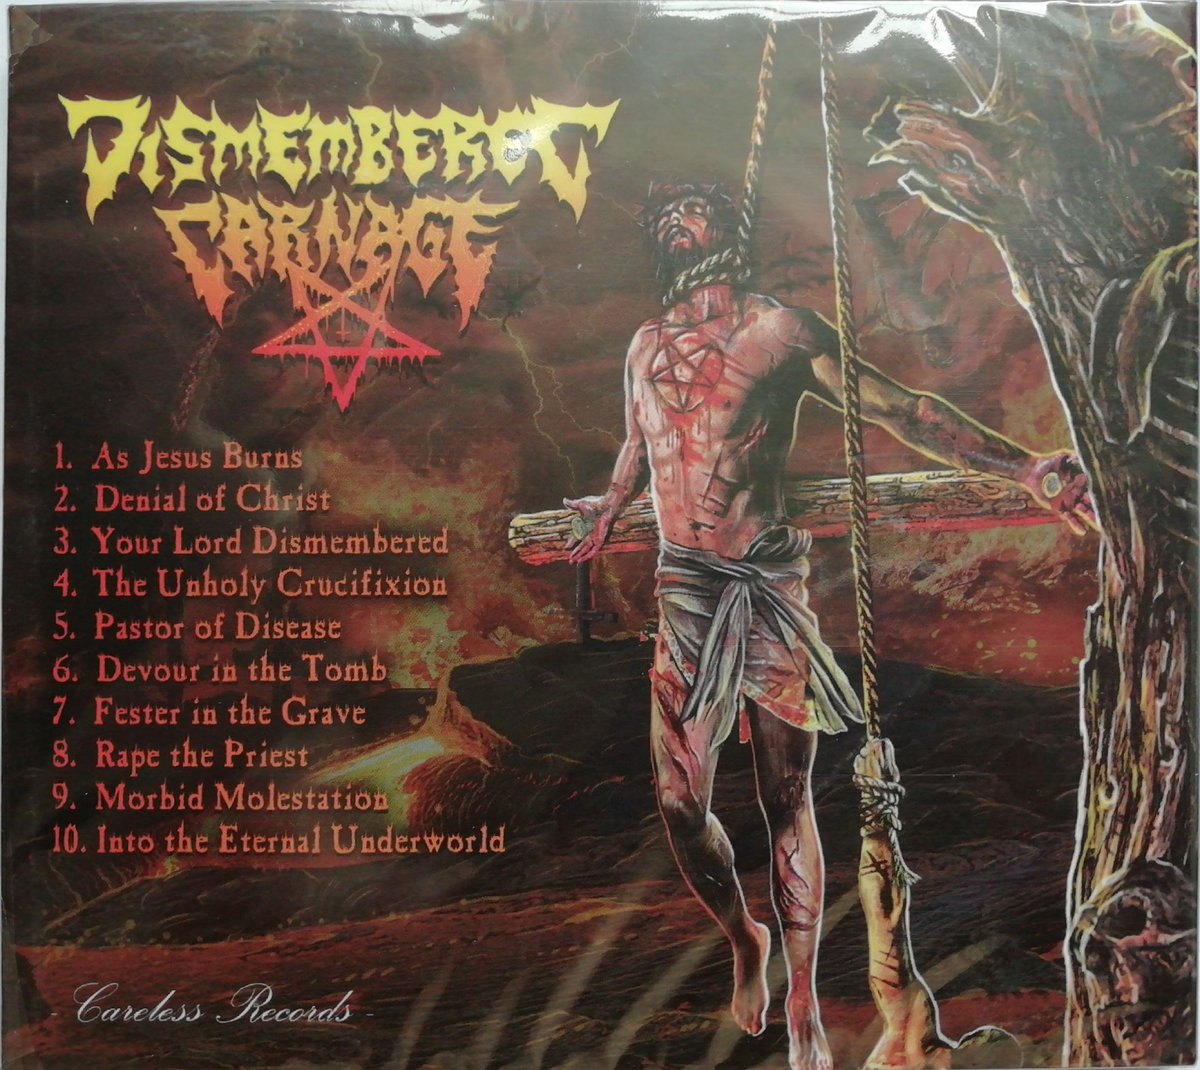 DISMEMBERED
CARNAGE
1. As Jesus Burns
2. Denial of Christ
3. Your Lord Dismembered
4. The Unholy Crucifixion
5. Pastor of Disease
6. Devour in the Tomb
7. Fester in the Grave
8. Rape the Priest
9. Morbid Molestation
10. Into the Eternal Underworld
- Careless Records -